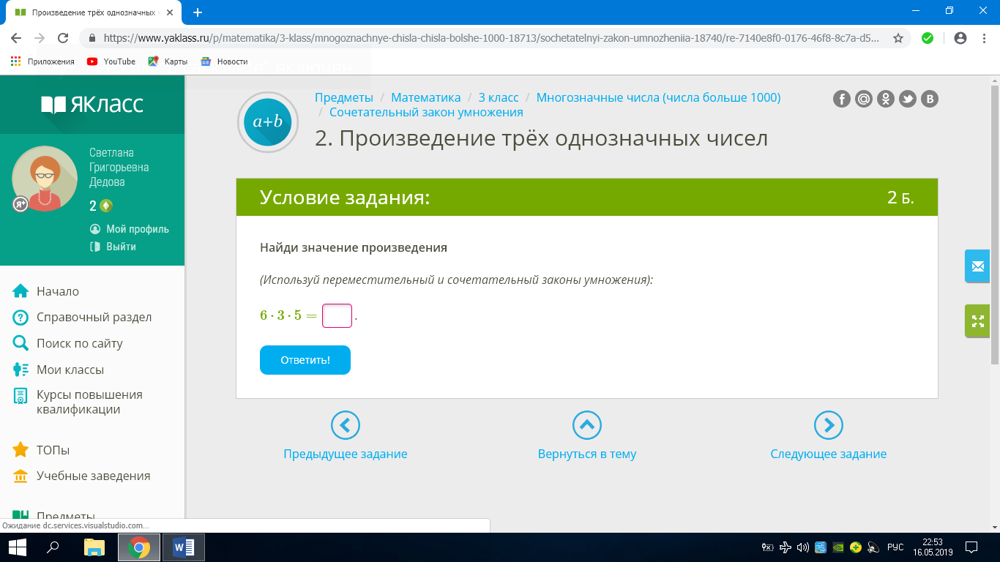 Произведение трёх однозначных
https://www.yaklass.ru/p/matematika/3-klass/mnogoznachnye-chisla-chisla-bolshe-1000-18713/sochetatelnyi-zakon-umnozheniia-18740/re-7140e8f0-0176-46f8-8c7a-d5...
Приложения YouTube Карты Новости
включен
ЯКласс
Светлана
Григорьевна
Дедова
2
Я+
Мой профиль
Выйти
Начало
Справочный раздел
Поиск по сайту
Мои классы
Курсы повышения
квалификации
ТОПы
Учебные заведения
Предметы
Ожидание dc.services.visualstudio.com...
a+b
Предметы / Математика / 3 класс / Многозначные числа (числа больше 1000)
/ Сочетательный закон умножения
2. Произведение трёх однозначных чисел
Условие задания: 2 Б.
Найди значение произведения
(Используй переместительный и сочетательный законы умножения):
6 · 3 · 5 = .
Ответить!
Предыдущее задание Вернуться в тему Следующее задание
РУС 22:53
16.05.2019